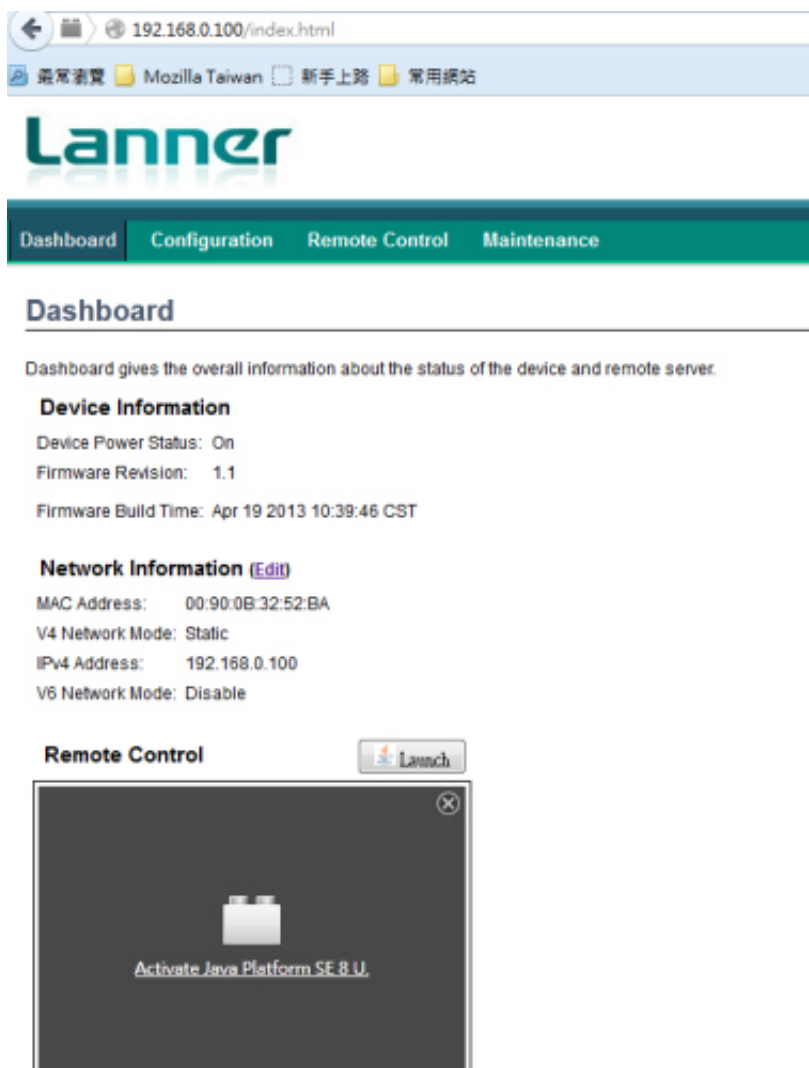 192.168.0.100/index.html
最常瀏覽 Mozilla Taiwan 新手上路 常用網站
Lanner
Dashboard Configuration Remote Control Maintenance
Dashboard
Dashboard gives the overall information about the status of the device and remote server.
Device Information
Device Power Status: On
Firmware Revision: 1.1
Firmware Build Time: Apr 19 2013 10:39:46 CST
Network Information (Edit)
MAC Address: 00:90:0B:32:52:BA
V4 Network Mode: Static
IPv4 Address: 192.168.0.100
V6 Network Mode: Disable
Remote Control Launch
Activate Java Platform SE 8 U.